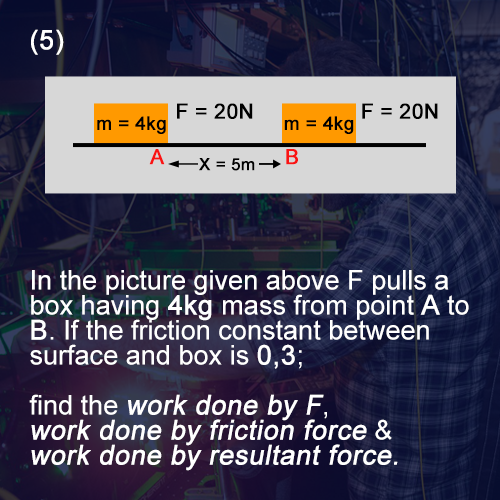 (5)
F = 20N F = 20N
m = 4kg m = 4kg
A X = 5m B
In the picture given above F pulls a
box having 4kg mass from point A to
B. If the friction constant between
surface and box is 0,3;
find the work done by F,
work done by friction force &
work done by resultant force.